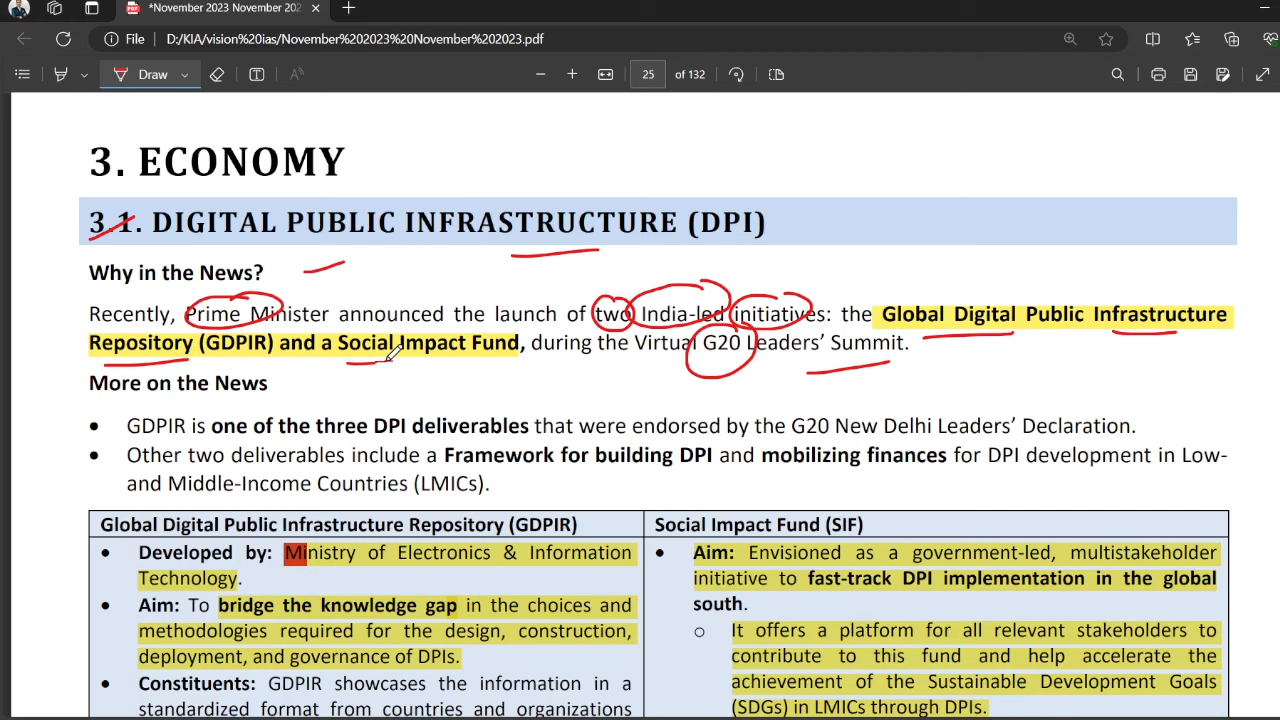 *November 2023 November 202
File D:/KIA/vision%20ias/November%202023%20November%202023.pdf
Draw 25 of 132
3. ECONOMY
3.1. DIGITAL PUBLIC INFRASTRUCTURE (DPI)
Why in the News?
Recently, Prime Minister announced the launch of two India-led initiatives: the Global Digital Public Infrastructure
Repository (GDPIR) and a Social Impact Fund, during the Virtual G20 Leaders’ Summit.
More on the News
• GDPIR is one of the three DPI deliverables that were endorsed by the G20 New Delhi Leaders’ Declaration.
• Other two deliverables include a Framework for building DPI and mobilizing finances for DPI development in Low-
and Middle-Income Countries (LMICs).
Global Digital Public Infrastructure Repository (GDPIR)
• Developed by: Ministry of Electronics & Information
Technology.
• Aim: To bridge the knowledge gap in the choices and
methodologies required for the design, construction,
deployment, and governance of DPIs.
• Constituents: GDPIR showcases the information in a
standardized format from countries and organizations
Social Impact Fund (SIF)
• Aim: Envisioned as a government-led, multistakeholder
initiative to fast-track DPI implementation in the global
south.
o It offers a platform for all relevant stakeholders to
contribute to this fund and help accelerate the
achievement of the Sustainable Development Goals
(SDGs) in LMICs through DPIs.